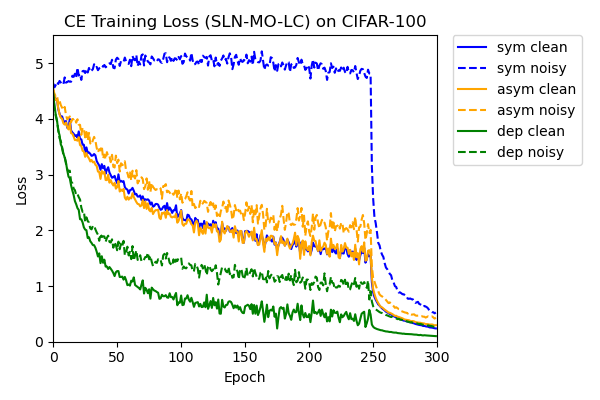 CE Training Loss (SLN-MO-LC) on CIFAR-100
Loss
5
4
3
2
1
0
0 50 100 150 200 250 300
Epoch
sym clean
sym noisy
asym clean
asym noisy
dep clean
dep noisy